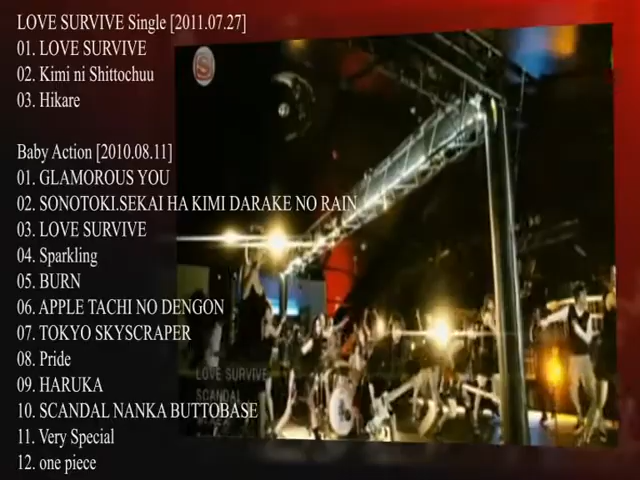 LOVE SURVIVE Single [2011.07.27]
01. LOVE SURVIVE
02. Kimi ni Shittochuu
03. Hikare
Baby Action [2010.08.11]
01. GLAMOROUS YOU
02. SONOTOKI.SEKAI HA KIMI DARAKE NO RAIN
03. LOVE SURVIVE
04. Sparkling
05. BURN
06. APPLE TACHI NO DENGON
07. TOKYO SKYSCRAPER
08. Pride
09. HARUKA
10. SCANDAL NANKA BUTTOBASE
11. Very Special
12. one piece
S
LOVE SURVIVE
SCANDAL